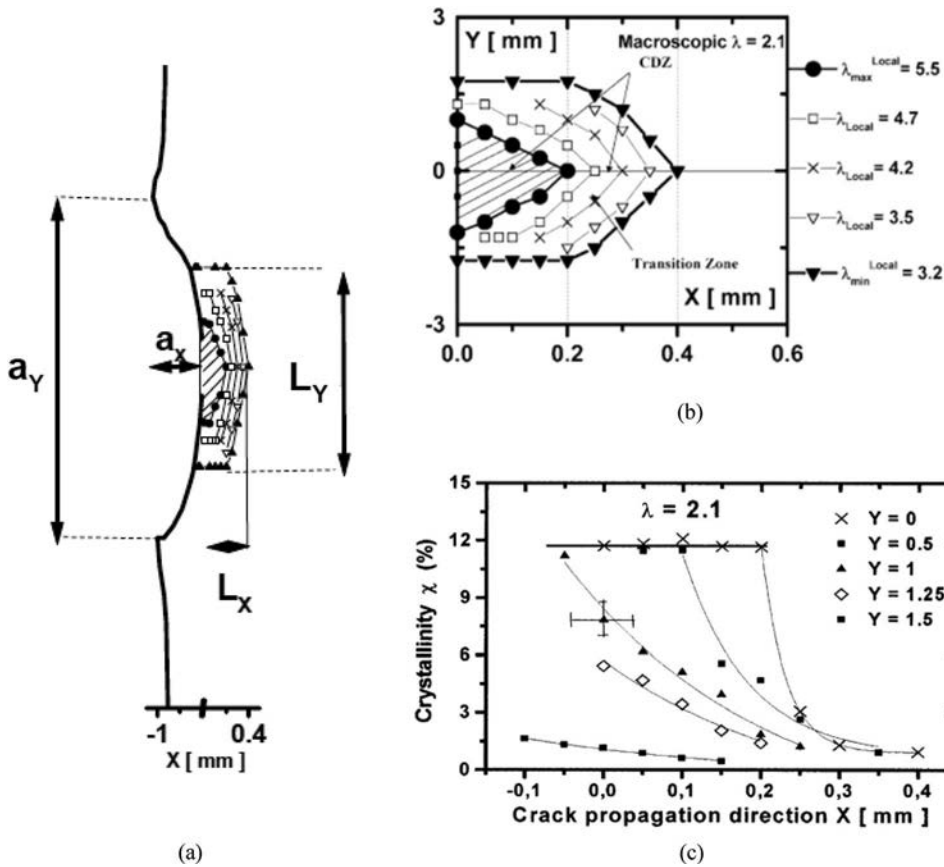 a
a_Y
a_X
L_Y
L_X
-1
0.4
X [ mm ]
(a)
3
Y [ mm ]
Macroscopic λ = 2.1
CDZ
0
Transition Zone
X [ mm ]
-3
0.0
0.2
0.4
0.6
λ_max^Local = 5.5
λ_Local = 4.7
λ_Local = 4.2
λ_Local = 3.5
λ_min^Local = 3.2
(b)
15
12
9
6
3
0
Crystallinity χ (%)
λ = 2.1
Y = 0
Y = 0.5
Y = 1
Y = 1.25
Y = 1.5
-0,1
0,0
0,1
0,2
0,3
0,4
Crack propagation direction X [ mm ]
(c)